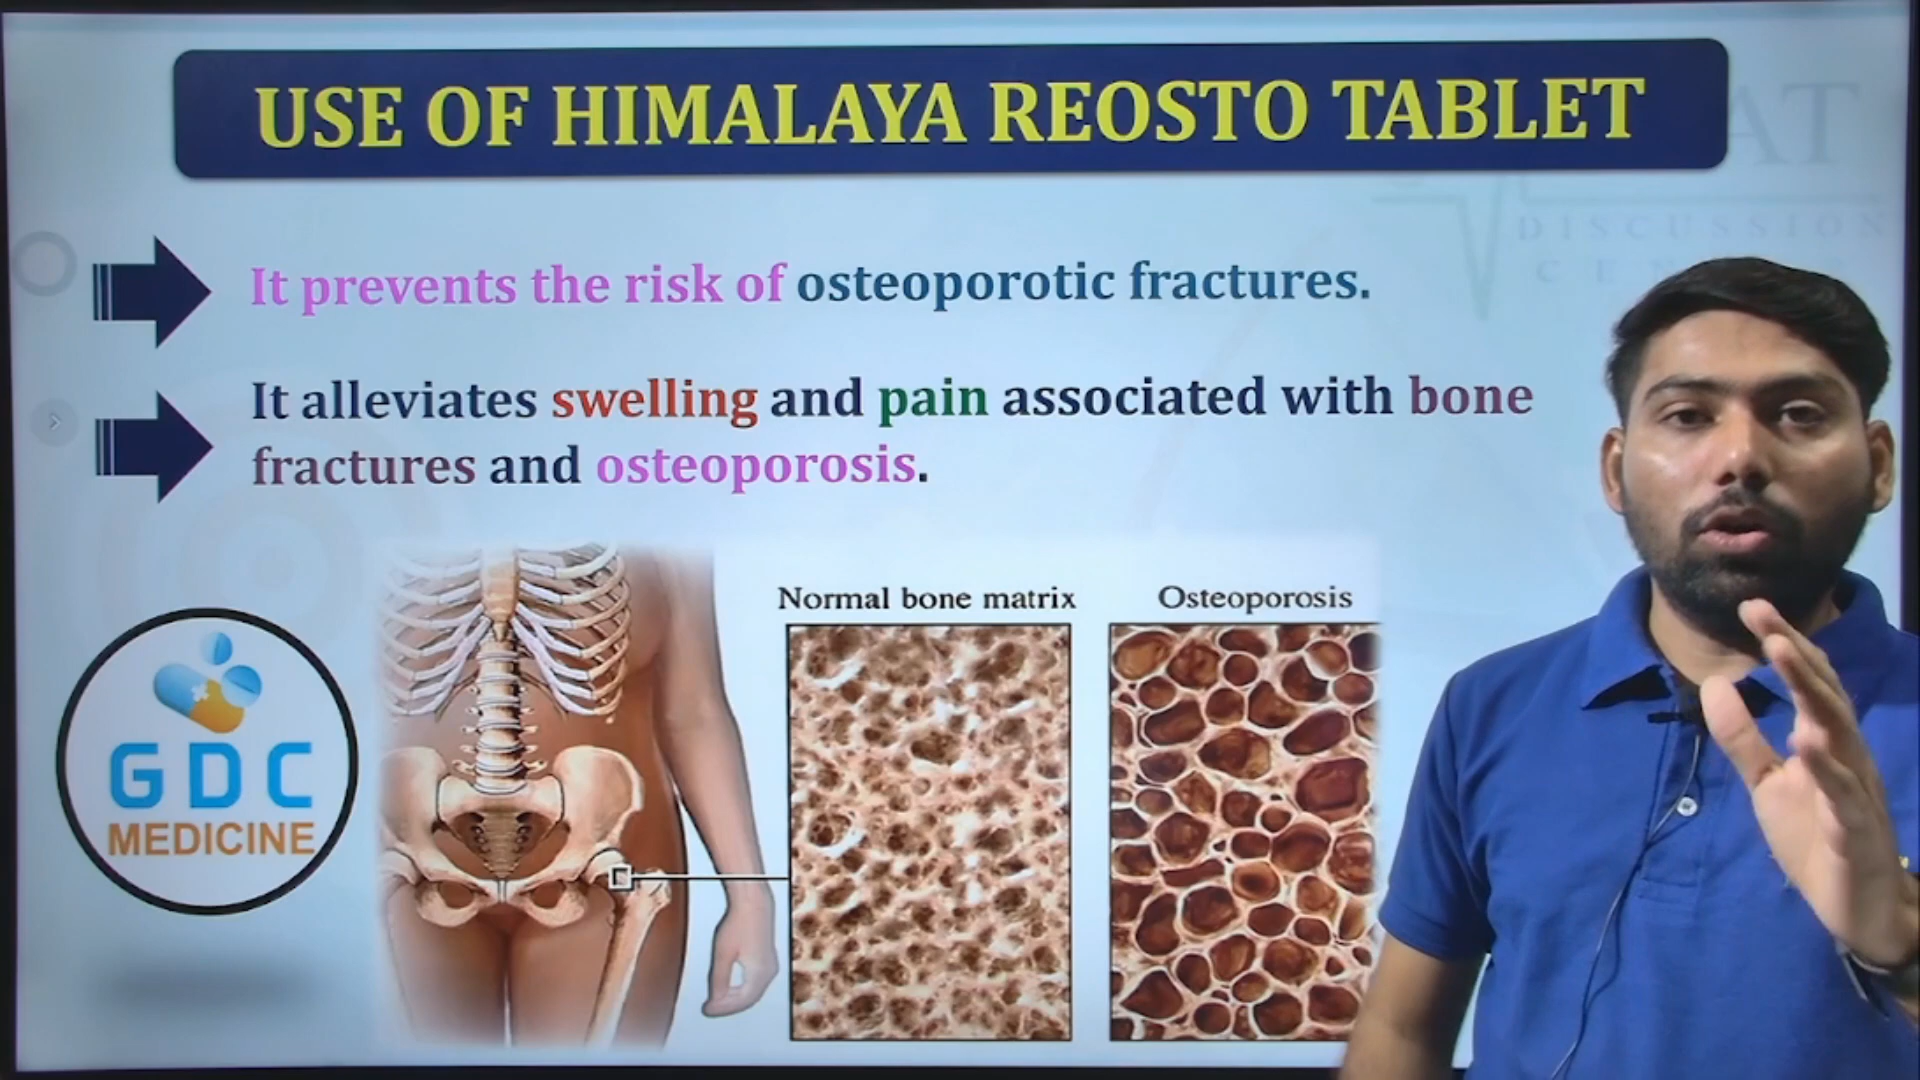 USE OF HIMALAYA REOSTO TABLET
It prevents the risk of osteoporotic fractures.
It alleviates swelling and pain associated with bone
fractures and osteoporosis.
Normal bone matrix
Osteoporosis
GDC
MEDICINE
DISCUSSION